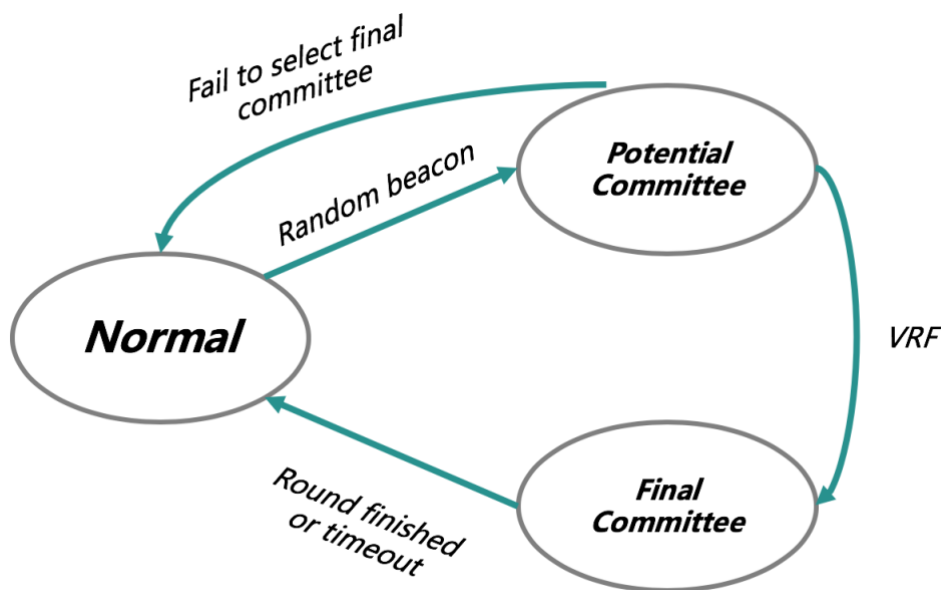 Fail to select final
committee
Random beacon
Potential
Committee
Normal
VRF
Final
Committee
Round finished
or timeout